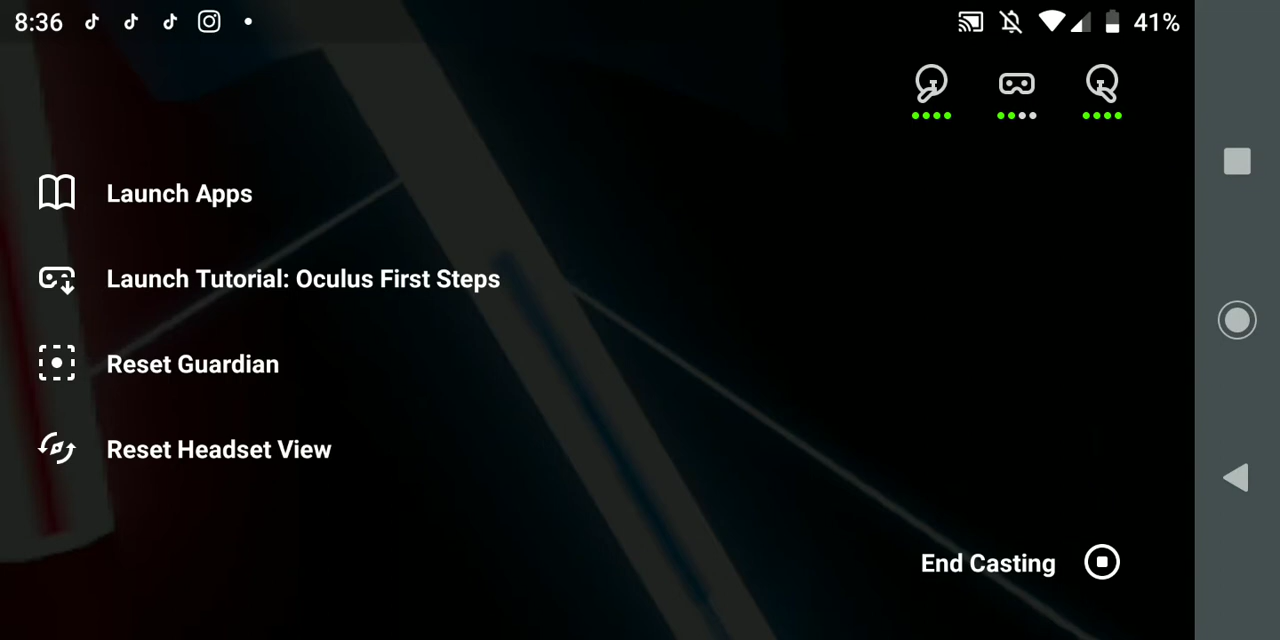 8:36
41%
Launch Apps
Launch Tutorial: Oculus First Steps
Reset Guardian
Reset Headset View
End Casting